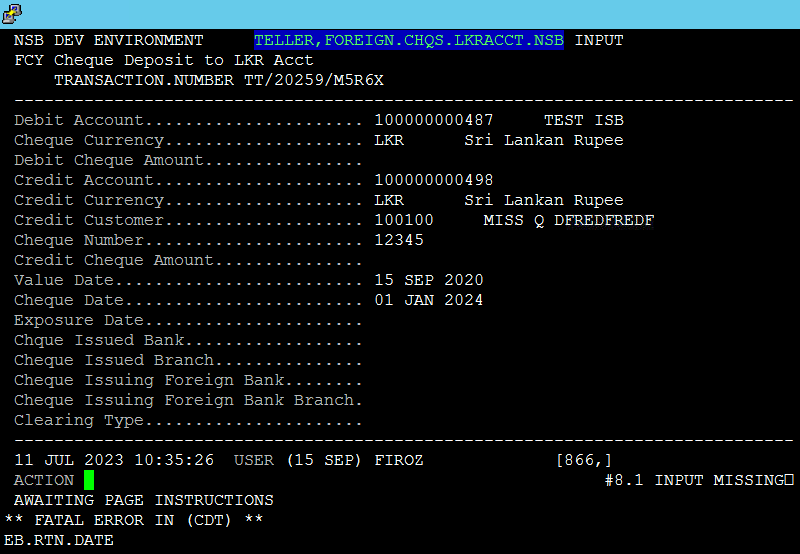 NSB DEV ENVIRONMENT     TELLER,FOREIGN.CHQS.LKRACCT.NSB INPUT
FCY Cheque Deposit to LKR Acct
TRANSACTION.NUMBER TT/20259/M5R6X
------------------------------------------------------------------------------
Debit Account...................... 100000000487     TEST ISB
Cheque Currency.................... LKR      Sri Lankan Rupee
Debit Cheque Amount................
Credit Account..................... 100000000498
Credit Currency.................... LKR      Sri Lankan Rupee
Credit Customer.................... 100100     MISS Q DFREDFREDF
Cheque Number...................... 12345
Credit Cheque Amount...............
Value Date......................... 15 SEP 2020
Cheque Date........................ 01 JAN 2024
Exposure Date......................
Chque Issued Bank..................
Cheque Issued Branch...............
Cheque Issuing Foreign Bank........
Cheque Issuing Foreign Bank Branch.
Clearing Type......................
------------------------------------------------------------------------------
11 JUL 2023 10:35:26  USER (15 SEP) FIROZ             [866,]
ACTION                                                     #8.1 INPUT MISSING□
AWAITING PAGE INSTRUCTIONS
** FATAL ERROR IN (CDT) **
EB.RTN.DATE